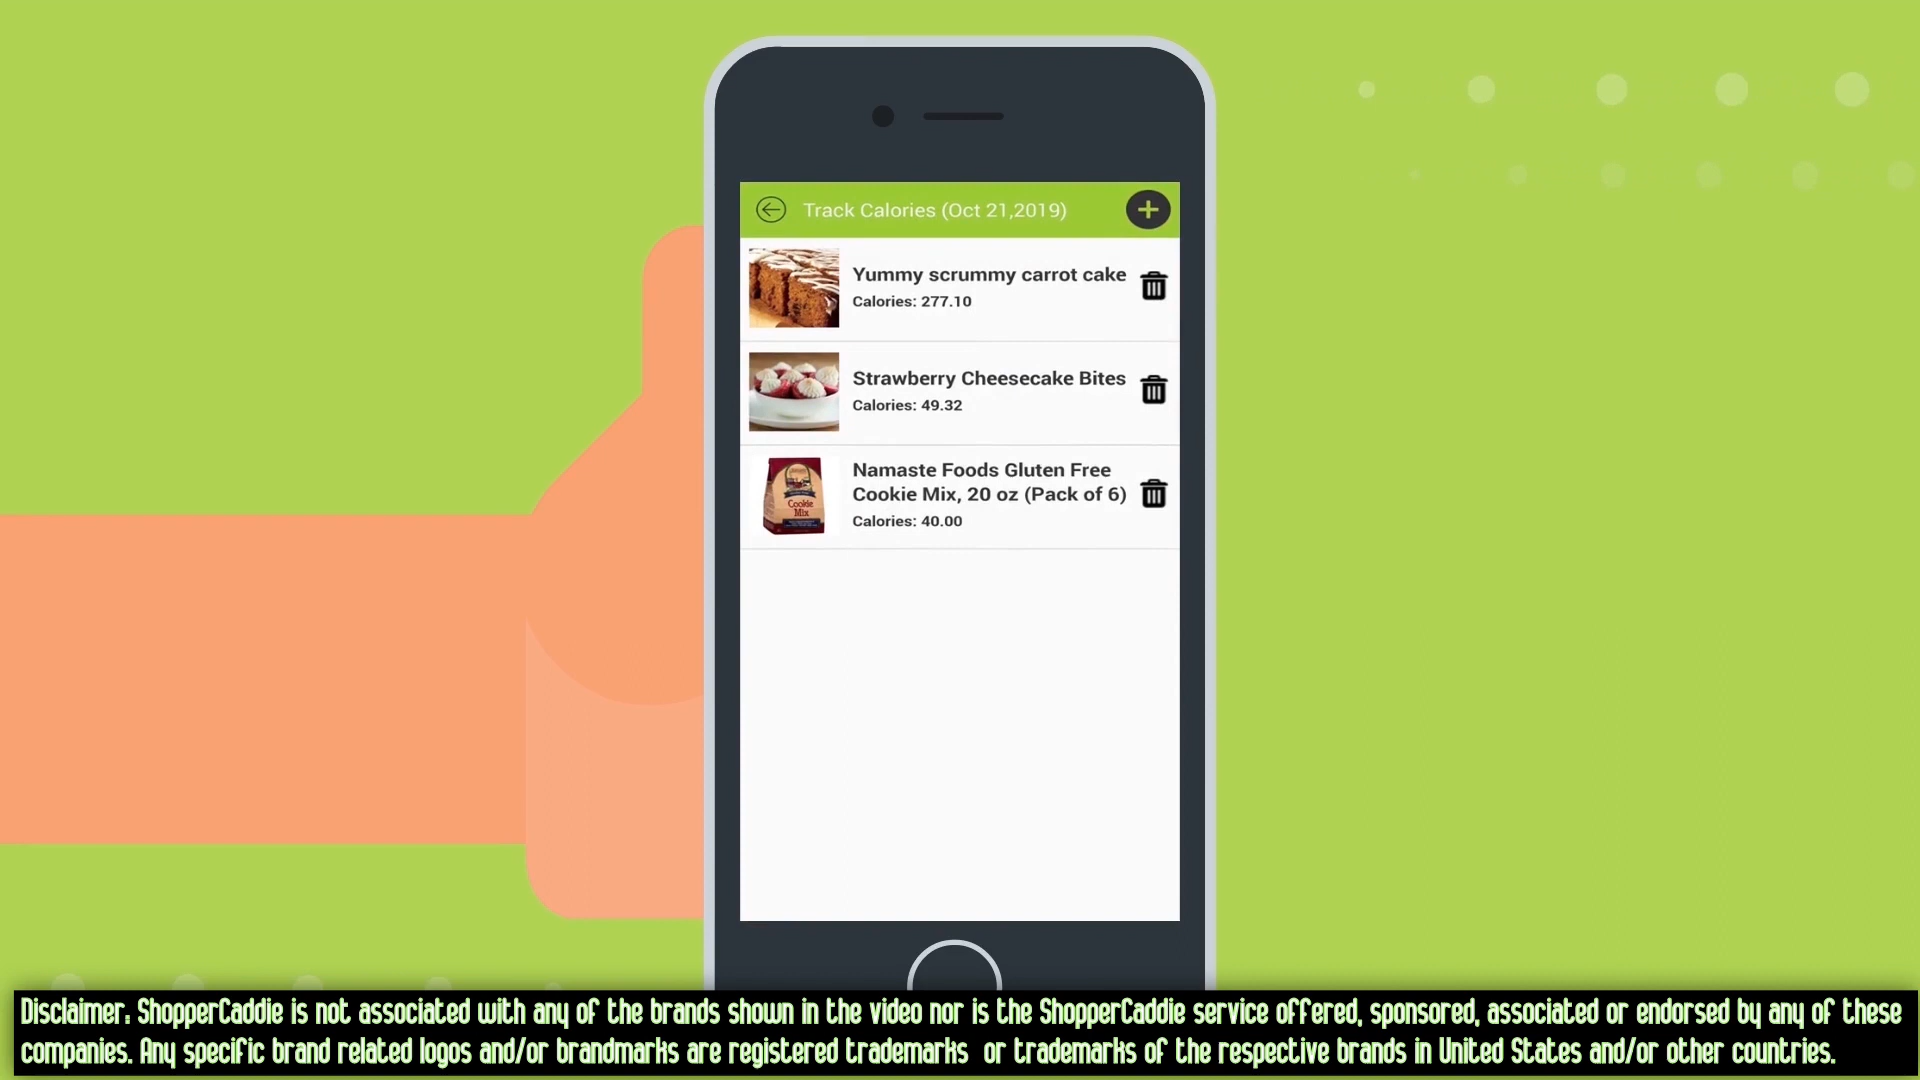 Track Calories (Oct 21,2019)
Yummy scrummy carrot cake
Calories: 277.10
Strawberry Cheesecake Bites
Calories: 49.32
Namaste Foods Gluten Free
Cookie Mix, 20 oz (Pack of 6)
Calories: 40.00
Cookie
Mix
Disclaimer: ShopperCaddie is not associated with any of the brands shown in the video nor is the ShopperCaddie service offered, sponsored, associated or endorsed by any of these
companies. Any specific brand related logos and/or brandmarks are registered trademarks or trademarks of the respective brands in United States and/or other countries.